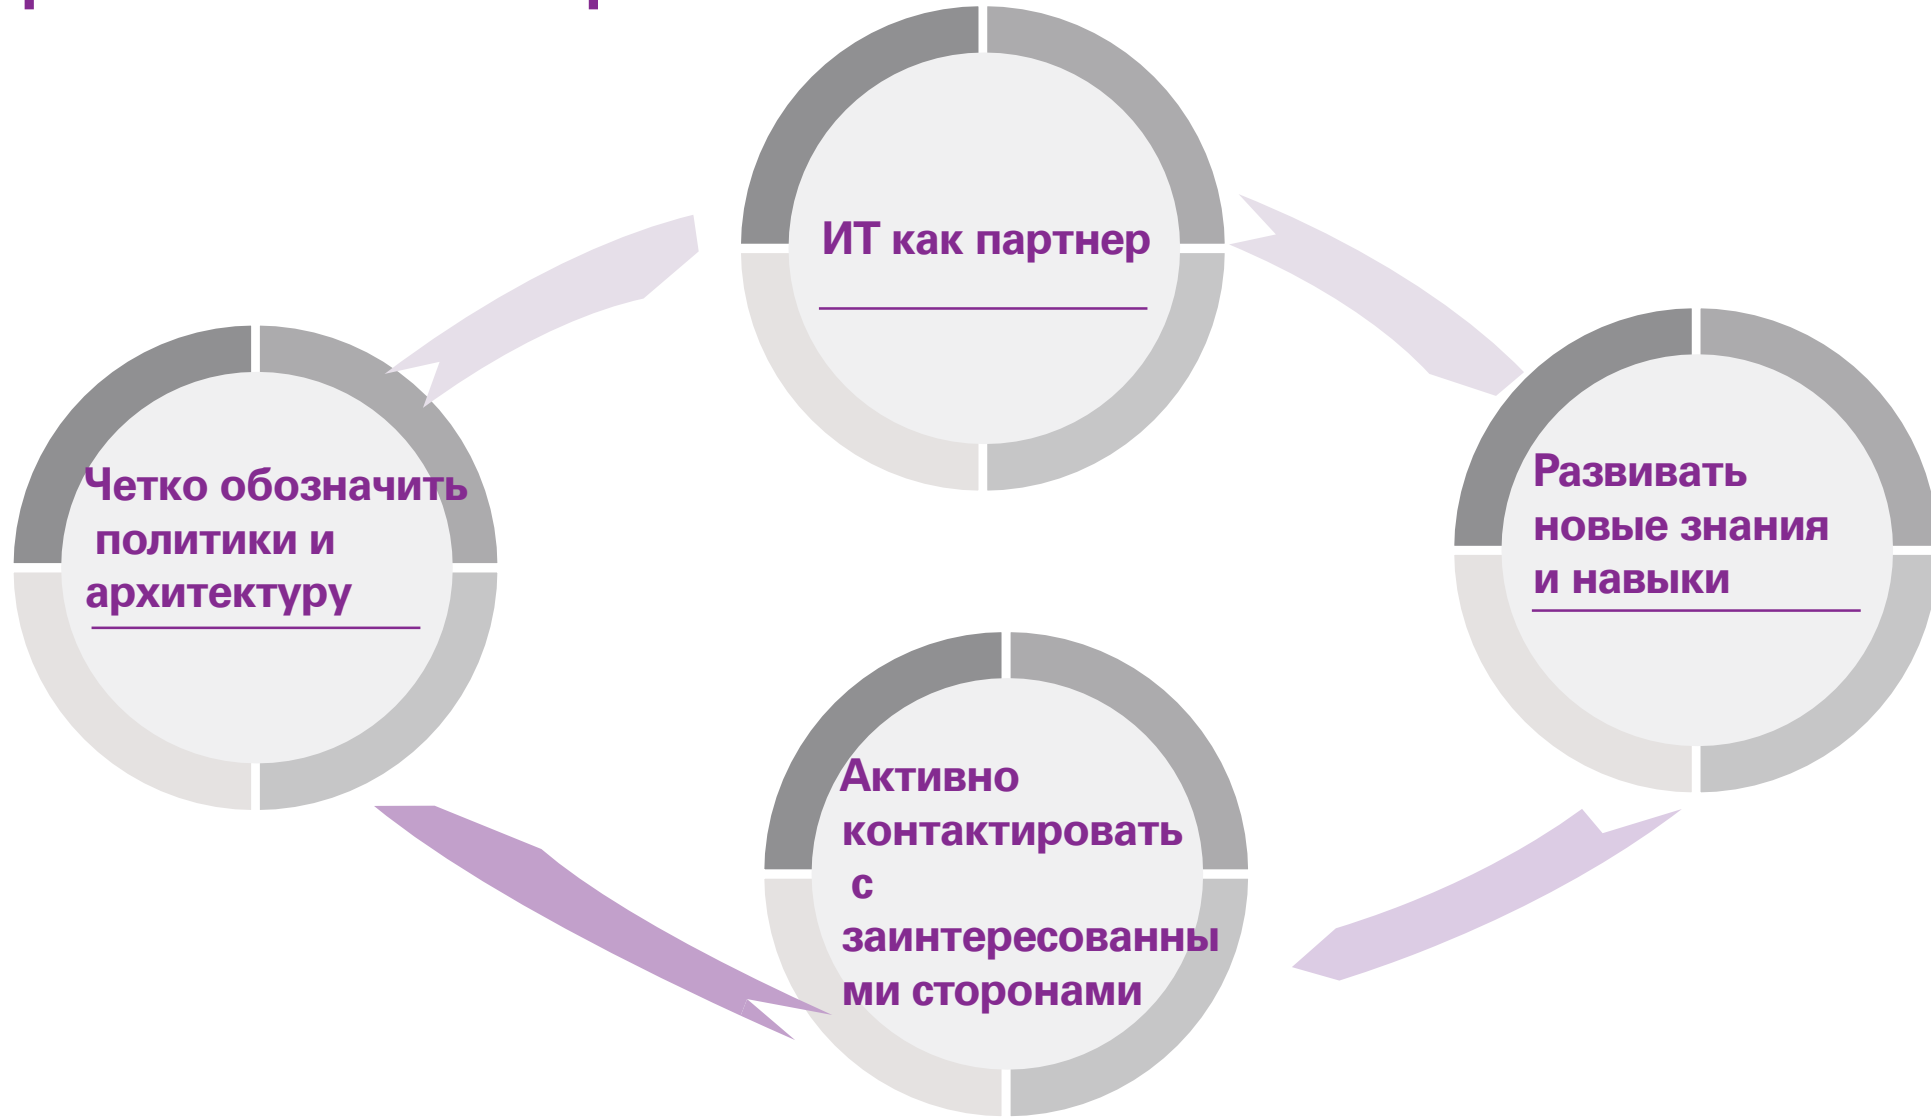 ИТ как партнер
Четко обозначить
политики и
архитектуру
Развивать
новые знания
и навыки
Активно
контактировать
с
заинтересованны
ми сторонами